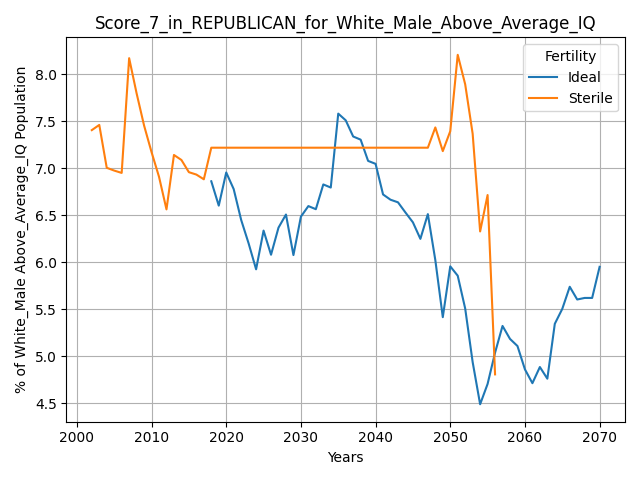 Score_7_in_REPUBLICAN_for_White_Male_Above_Average_IQ
% of White_Male Above_Average_IQ Population
8.0
7.5
7.0
6.5
6.0
5.5
5.0
4.5
Fertility
Ideal
Sterile
2000 2010 2020 2030 2040 2050 2060 2070
Years